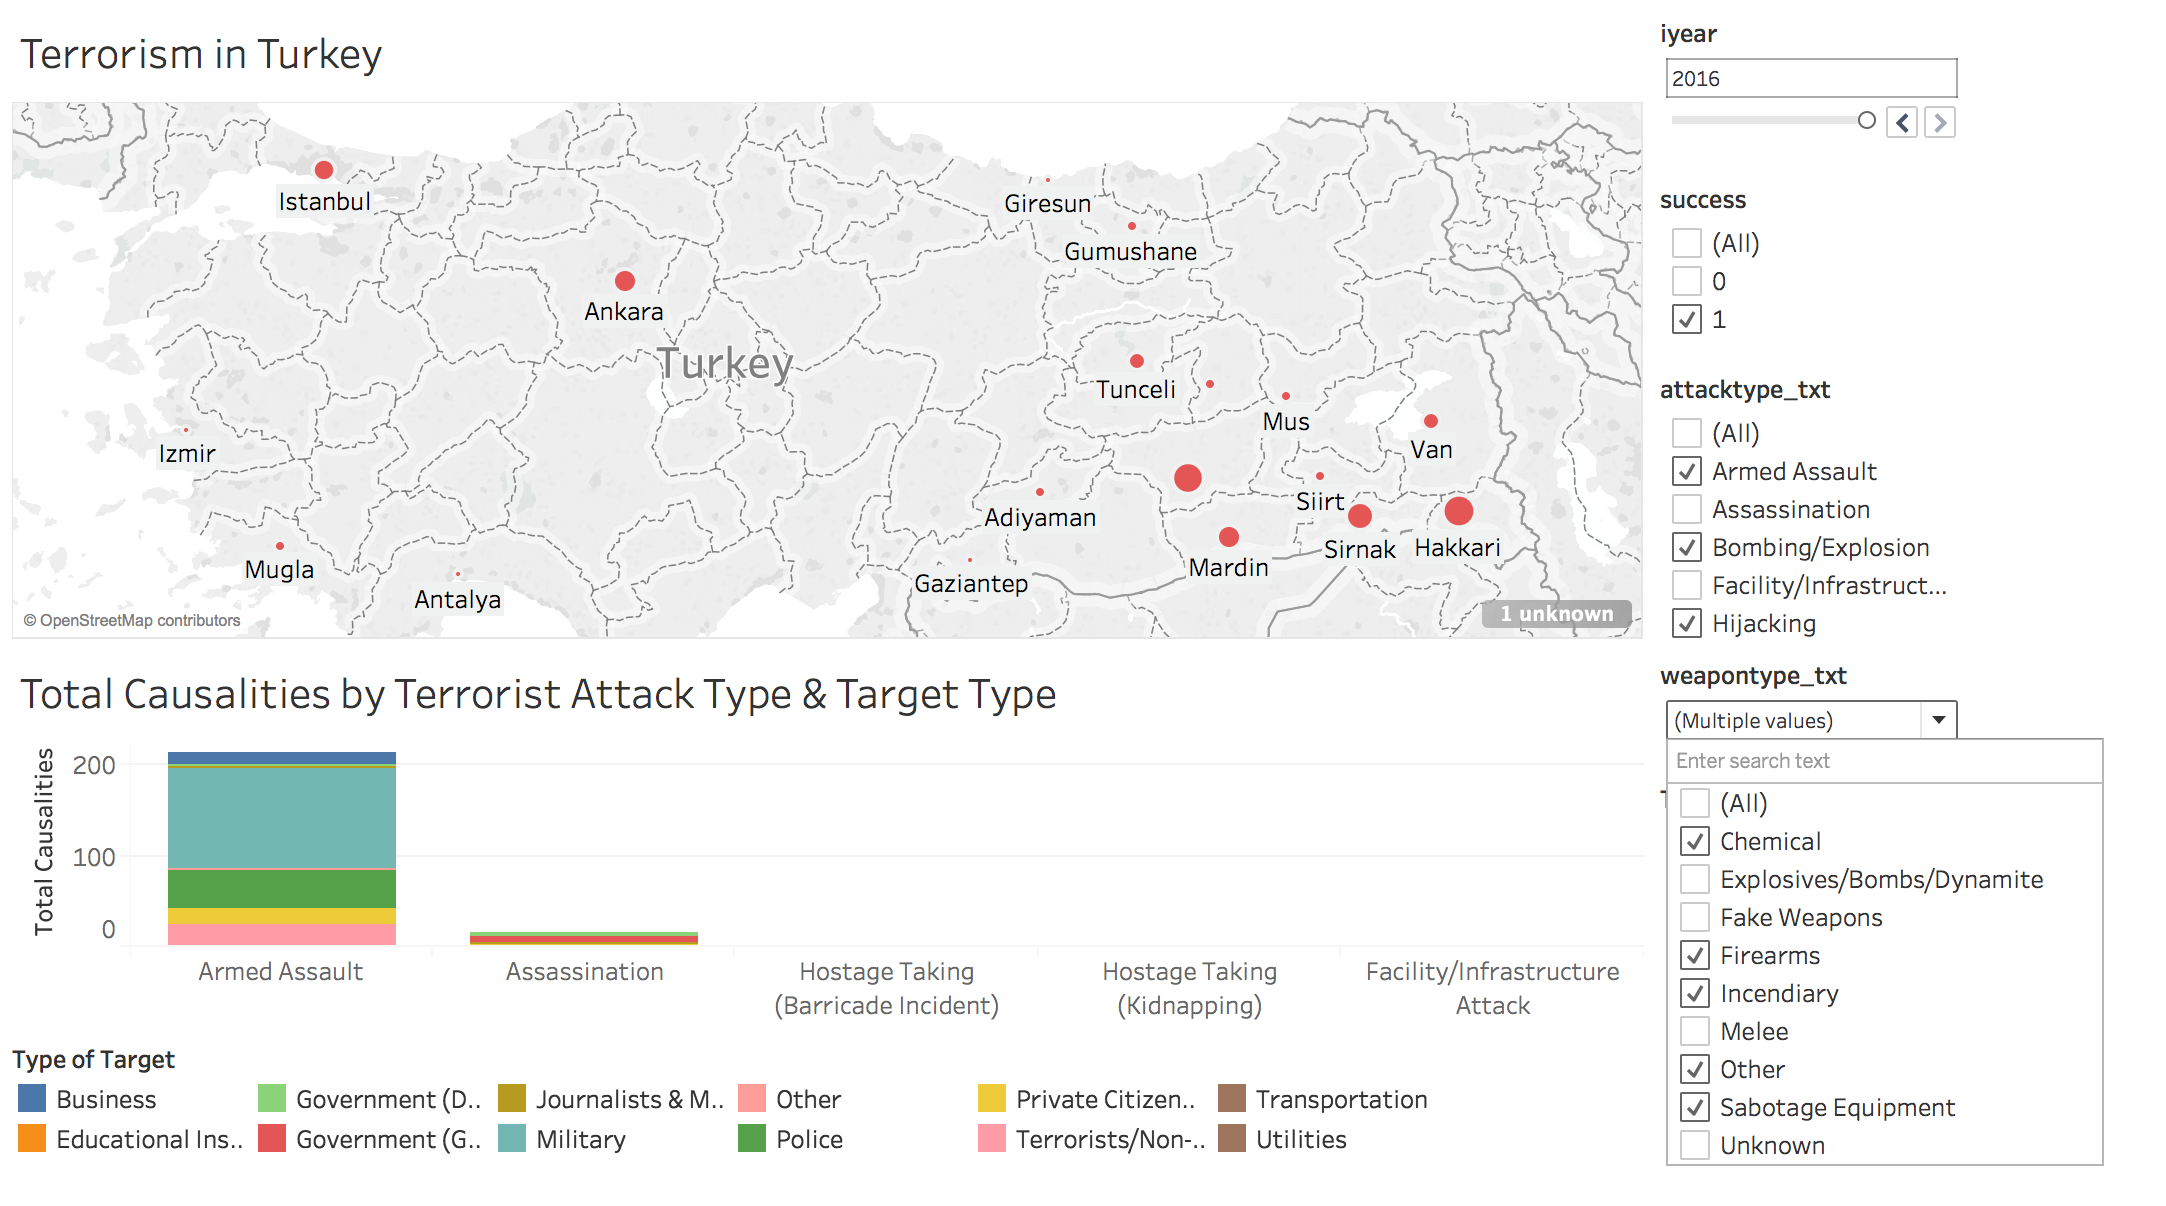 Terrorism in Turkey
Istanbul
Giresun
Gumushane
Ankara
Turkey
Tunceli
Mus
Izmir
Van
Siirt
Adiyaman
Sirnak
Hakkari
Mugla
Mardin
Gaziantep
Antalya
© OpenStreetMap contributors
1 unknown
Total Causalities by Terrorist Attack Type & Target Type
Total Causalities
200
100
0
Armed Assault
Assassination
Hostage Taking
(Barricade Incident)
Hostage Taking
(Kidnapping)
Facility/Infrastructure
Attack
Type of Target
Business
Government (D..
Journalists & M..
Other
Private Citizen..
Transportation
Educational Ins..
Government (G..
Military
Police
Terrorists/Non-..
Utilities
iyear
2016
success
(All)
0
1
attacktype_txt
(All)
Armed Assault
Assassination
Bombing/Explosion
Facility/Infrastruct...
Hijacking
weapontype_txt
(Multiple values)
Enter search text
(All)
Chemical
Explosives/Bombs/Dynamite
Fake Weapons
Firearms
Incendiary
Melee
Other
Sabotage Equipment
Unknown